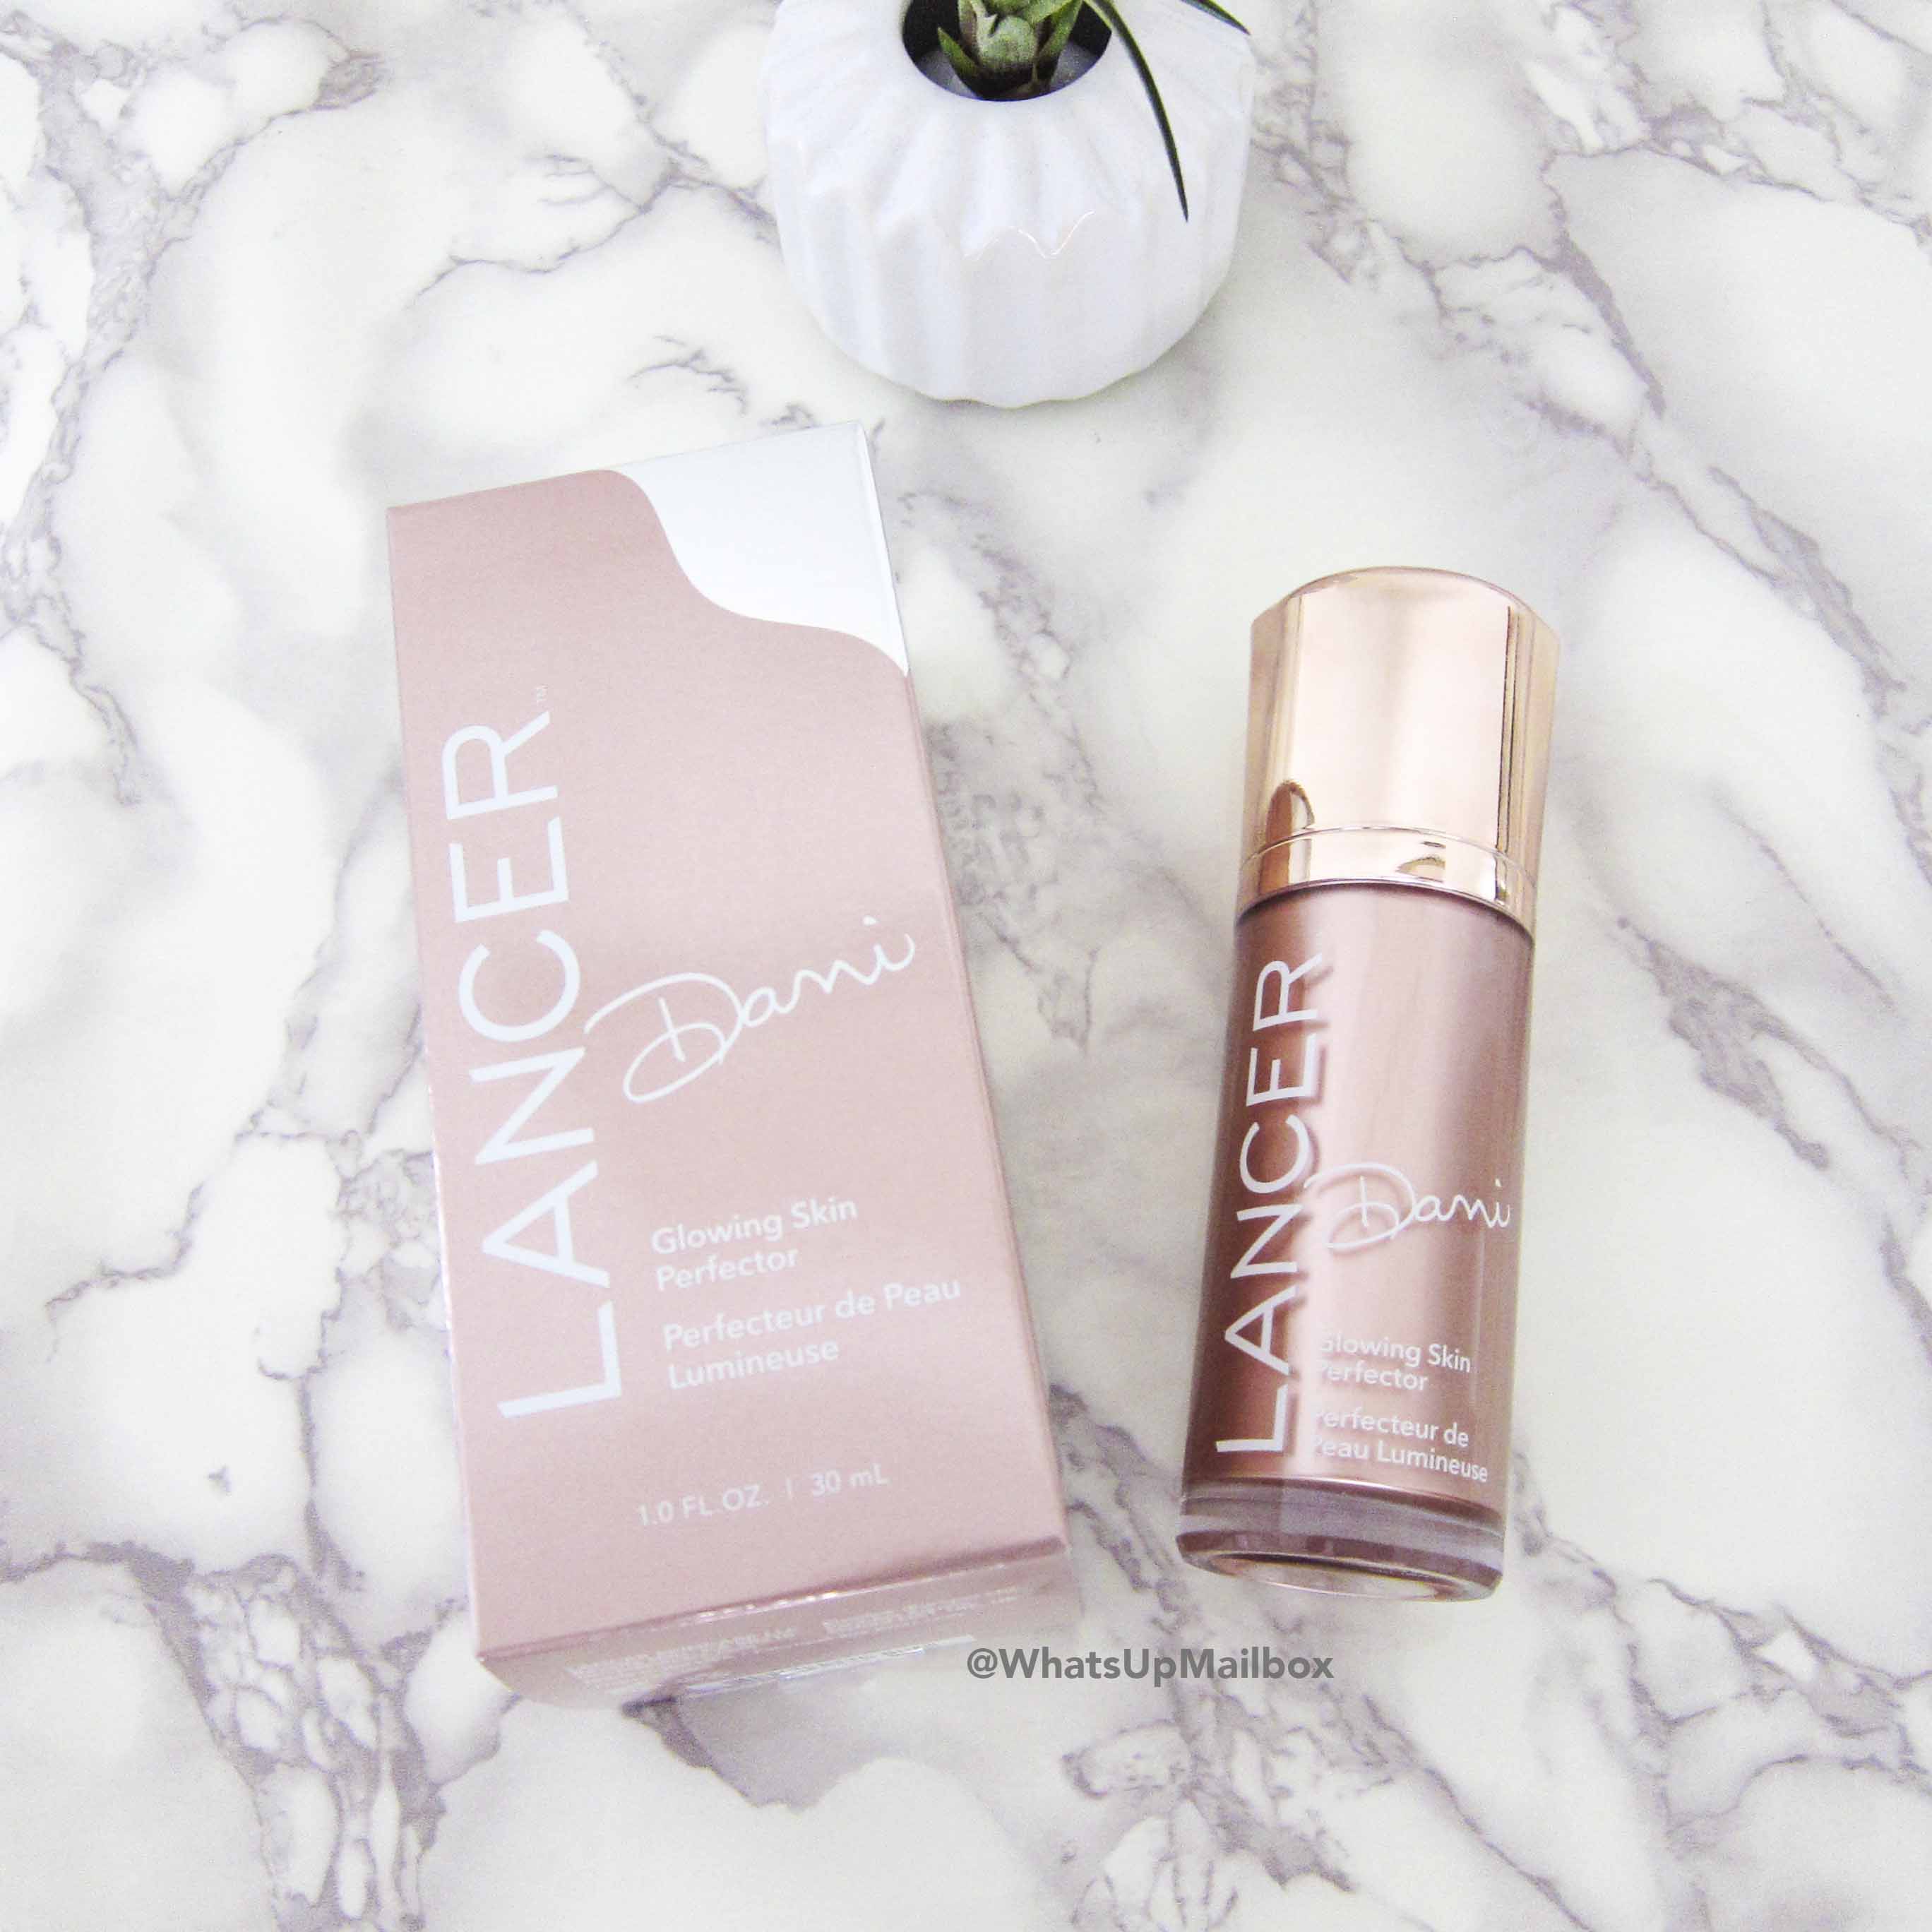 LANCER™
Dani
Glowing Skin
Perfector
Perfecteur de Peau
Lumineuse
1.0 FL.OZ. | 30 mL
LANCER
Dani
Glowing Skin
Perfector
Perfecteur de
Peau Lumineuse
@WhatsUpMailbox